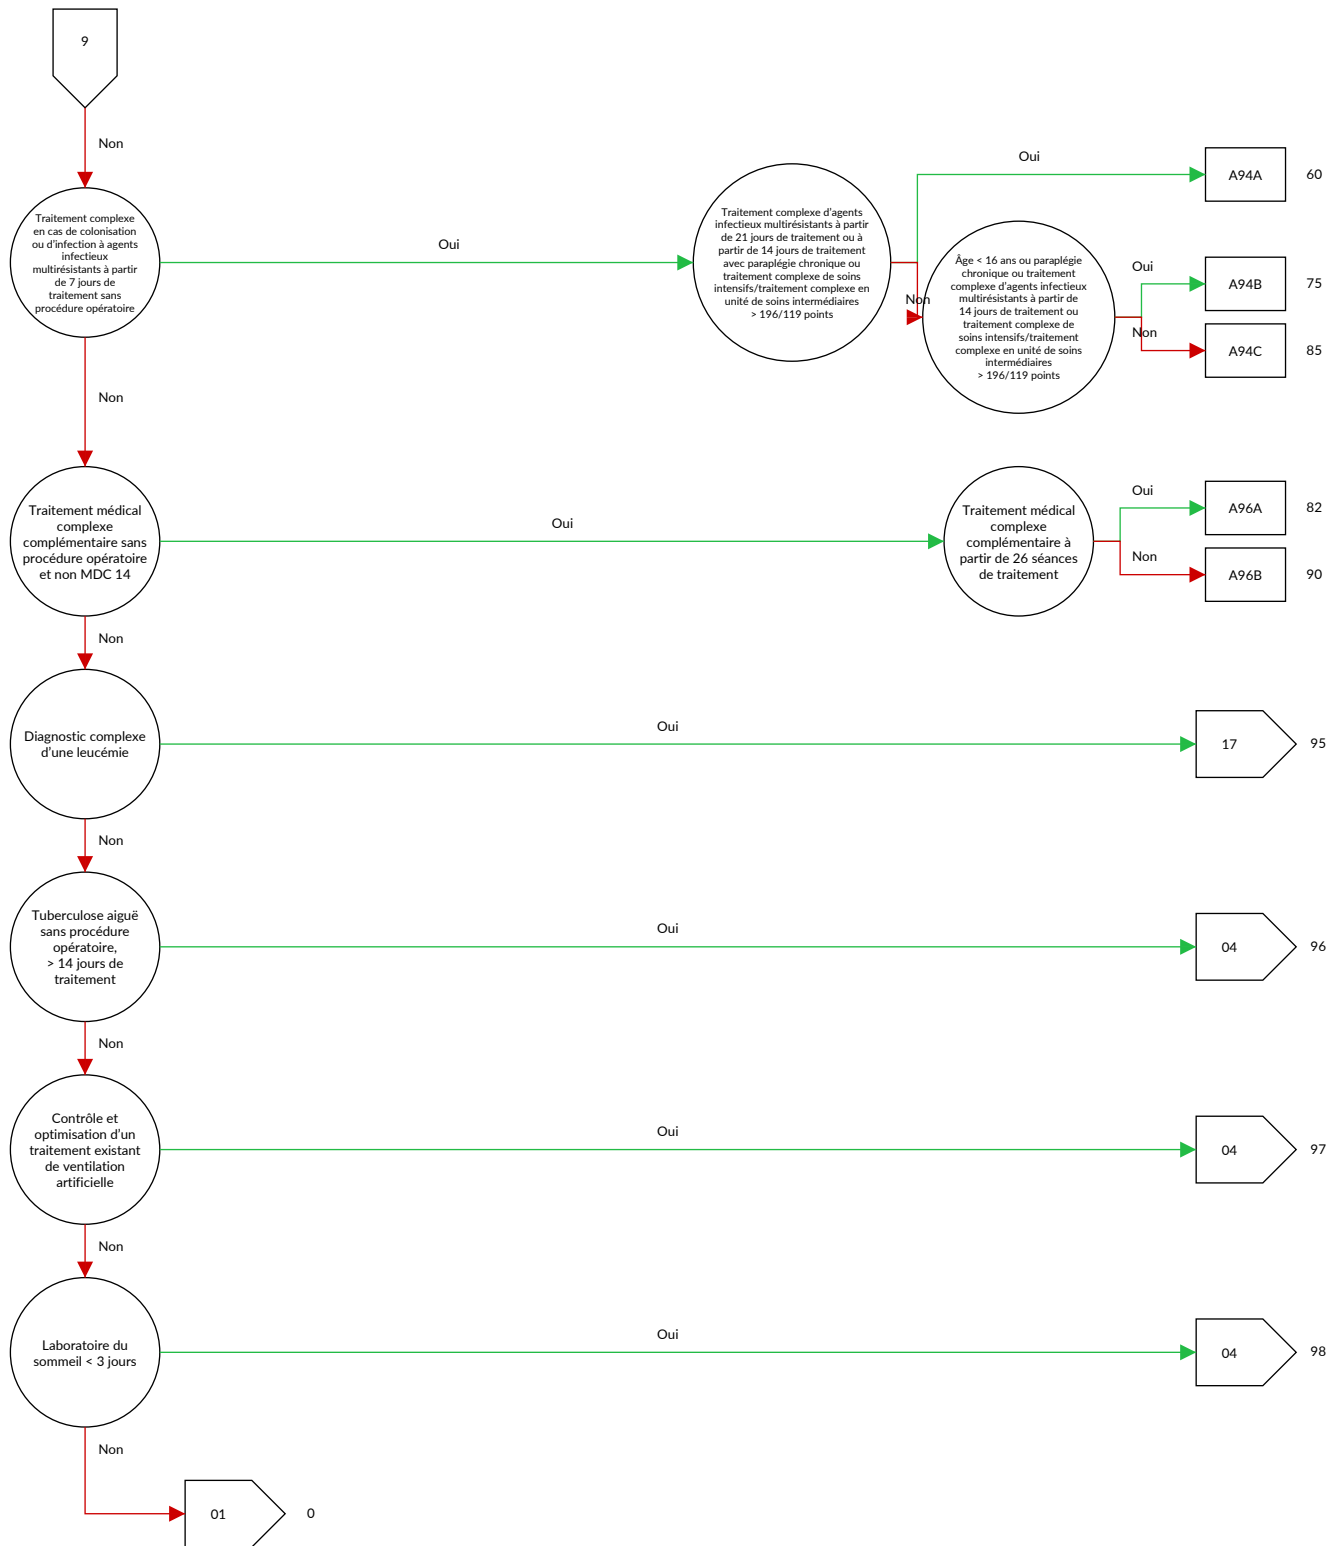 9
Non
Traitement complexe
en cas de colonisation
ou d'infection à agents
infectieux
multirésistants à partir
de 7 jours de
traitement sans
procédure opératoire
Oui
Traitement complexe d'agents
infectieux multirésistants à partir
de 21 jours de traitement ou à
partir de 14 jours de traitement
avec paraplégie chronique ou
traitement complexe de soins
intensifs/traitement complexe en
unité de soins intermédiaires
> 196/119 points
Oui
A94A
60
Non
Âge < 16 ans ou paraplégie
chronique ou traitement
complexe d'agents infectieux
multirésistants à partir de
14 jours de traitement ou
traitement complexe de
soins intensifs/traitement
complexe en unité de soins
intermédiaires
> 196/119 points
Oui
A94B
75
Non
A94C
85
Non
Traitement médical
complexe
complémentaire sans
procédure opératoire
et non MDC 14
Oui
Traitement médical
complexe
complémentaire à
partir de 26 séances
de traitement
Oui
A96A
82
Non
A96B
90
Non
Diagnostic complexe
d'une leucémie
Oui
17
95
Non
Tuberculose aiguë
sans procédure
opératoire,
> 14 jours de
traitement
Oui
04
96
Non
Contrôle et
optimisation d'un
traitement existant
de ventilation
artificielle
Oui
04
97
Non
Laboratoire du
sommeil < 3 jours
Oui
04
98
Non
01
0